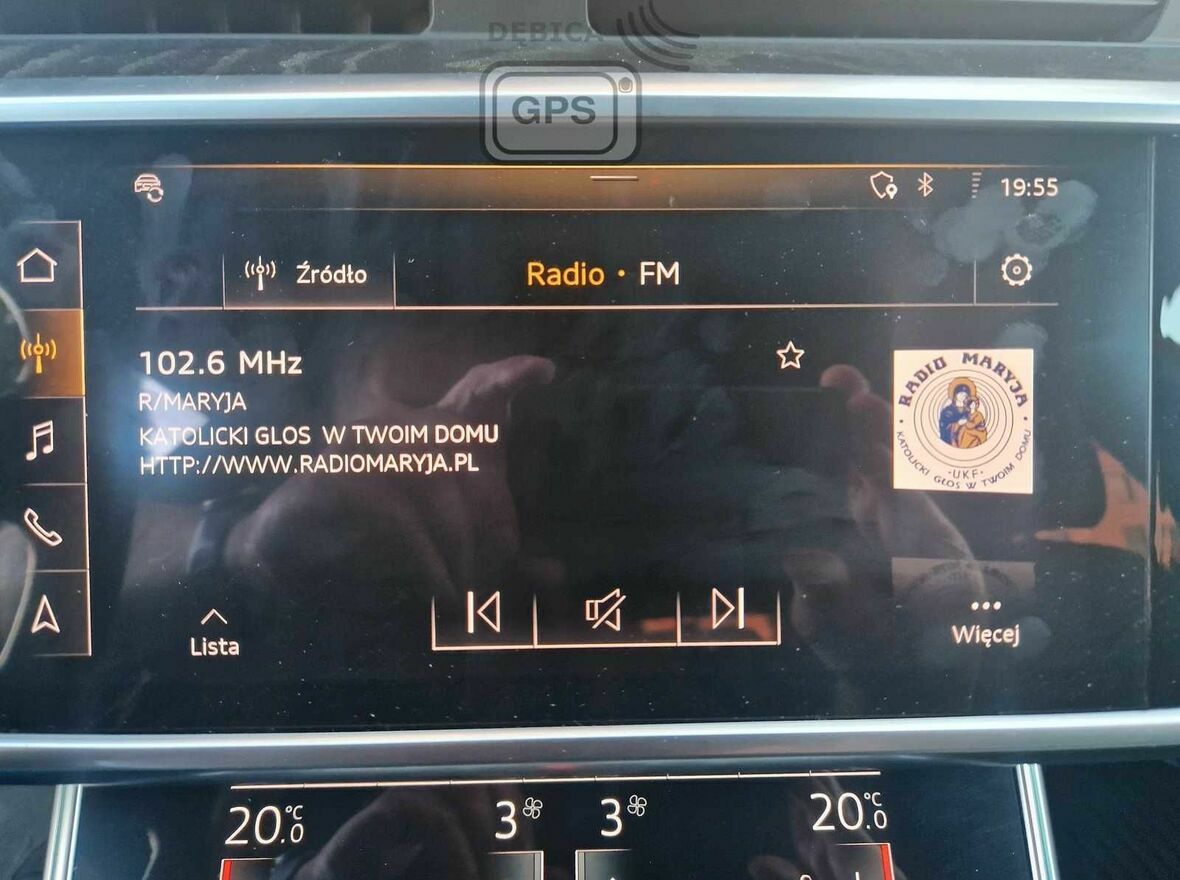 DĘBICA
GPS
19:55
Źródło
Radio • FM
102.6 MHz
R/MARYJA
KATOLICKI GLOS W TWOIM DOMU
HTTP://WWW.RADIOMARYJA.PL
RADIO MARYJA
KATOLICKI GŁOS W TWOIM DOMU
·UKF·
Lista
Więcej
20.0 °C
3
3
20.0 °C